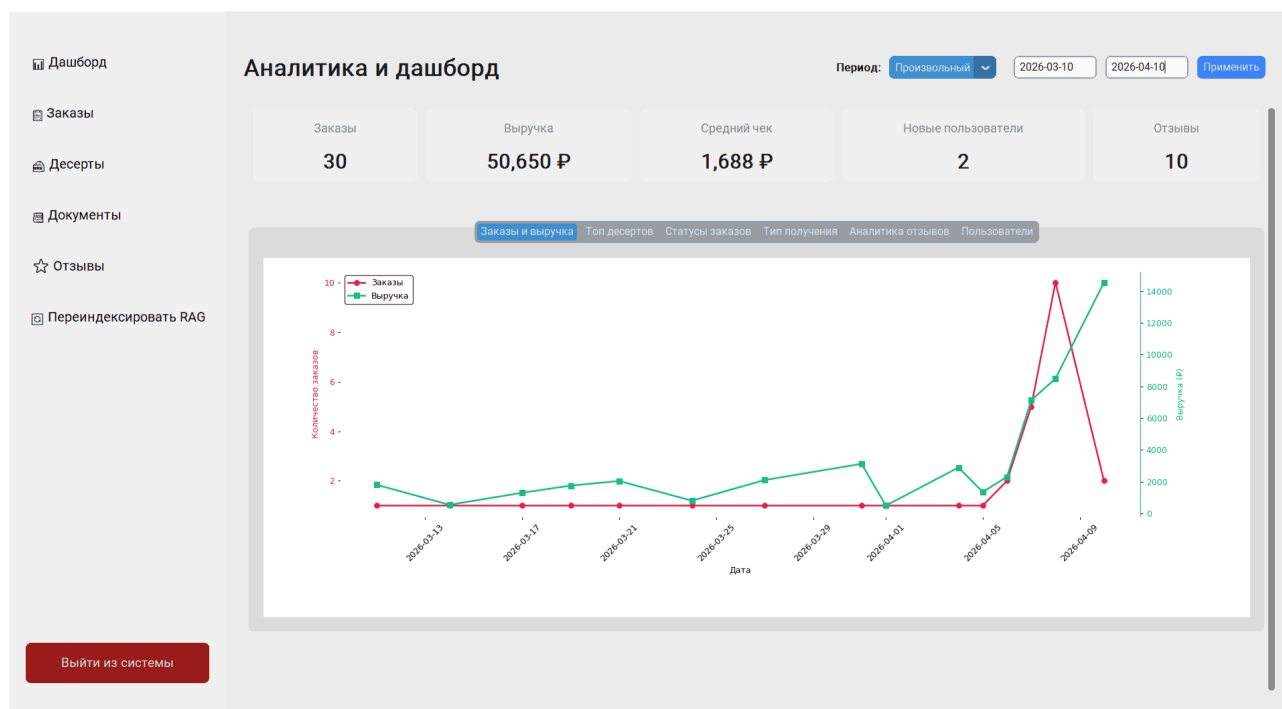 Дашборд
Заказы
Десерты
Документы
Отзывы
Переиндексировать RAG
Выйти из системы
Аналитика и дашборд
Период: Произвольный 2026-03-10 2026-04-10 Применить
Заказы Выручка Средний чек Новые пользователи Отзывы
30 50,650 ₽ 1,688 ₽ 2 10
Заказы и выручка Топ десертов Статусы заказов Тип получения Аналитика отзывов Пользователи
Заказы
Выручка
Количество заказов
10
8
6
4
2
14000
12000
10000
8000
6000
4000
2000
0
Выручка (₽)
2026-03-13 2026-03-17 2026-03-21 2026-03-25 2026-03-29 2026-04-01 2026-04-05 2026-04-09
Дата